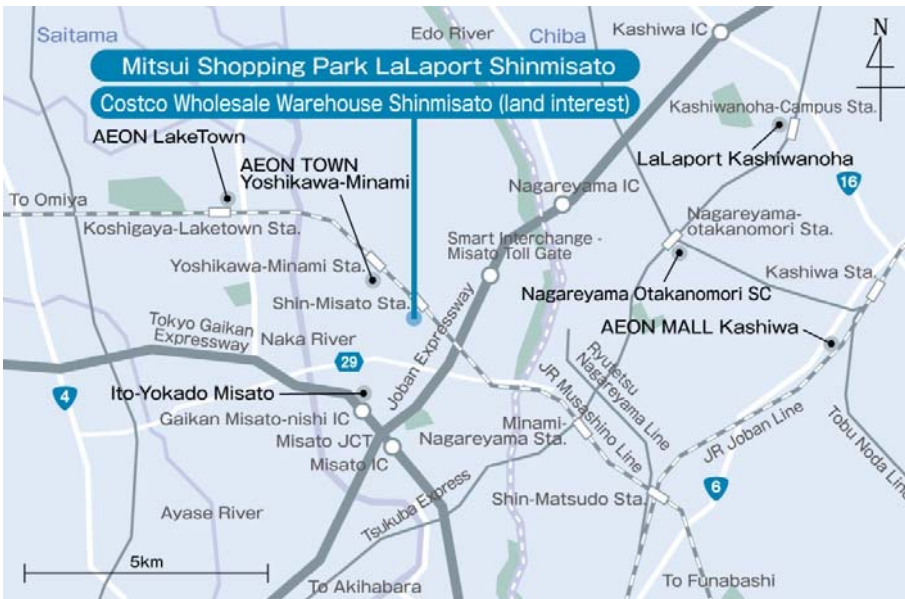 Saitama
Edo River
Chiba
Kashiwa IC
N
Mitsui Shopping Park LaLaport Shinmisato
Costco Wholesale Warehouse Shinmisato (land interest)
Kashiwanoha-Campus Sta.
AEON LakeTown
LaLaport Kashiwanoha
AEON TOWN
Yoshikawa-Minami
16
To Omiya
Nagareyama IC
Koshigaya-Laketown Sta.
Nagareyama-
otakanomori Sta.
Smart Interchange -
Misato Toll Gate
Yoshikawa-Minami Sta.
Kashiwa Sta.
Shin-Misato Sta.
Nagareyama Otakanomori SC
Tokyo Gaikan
Expressway
Naka River
Joban Expressway
AEON MALL Kashiwa
29
Ryutetsu
Nagareyama Line
4
Ito-Yokado Misato
JR Musashino Line
Gaikan Misato-nishi IC
Minami-
Nagareyama Sta.
JR Joban Line
Tobu Noda Line
Misato JCT
Misato IC
6
Tsukuba Express
Shin-Matsudo Sta.
Ayase River
5km
To Akihabara
To Funabashi